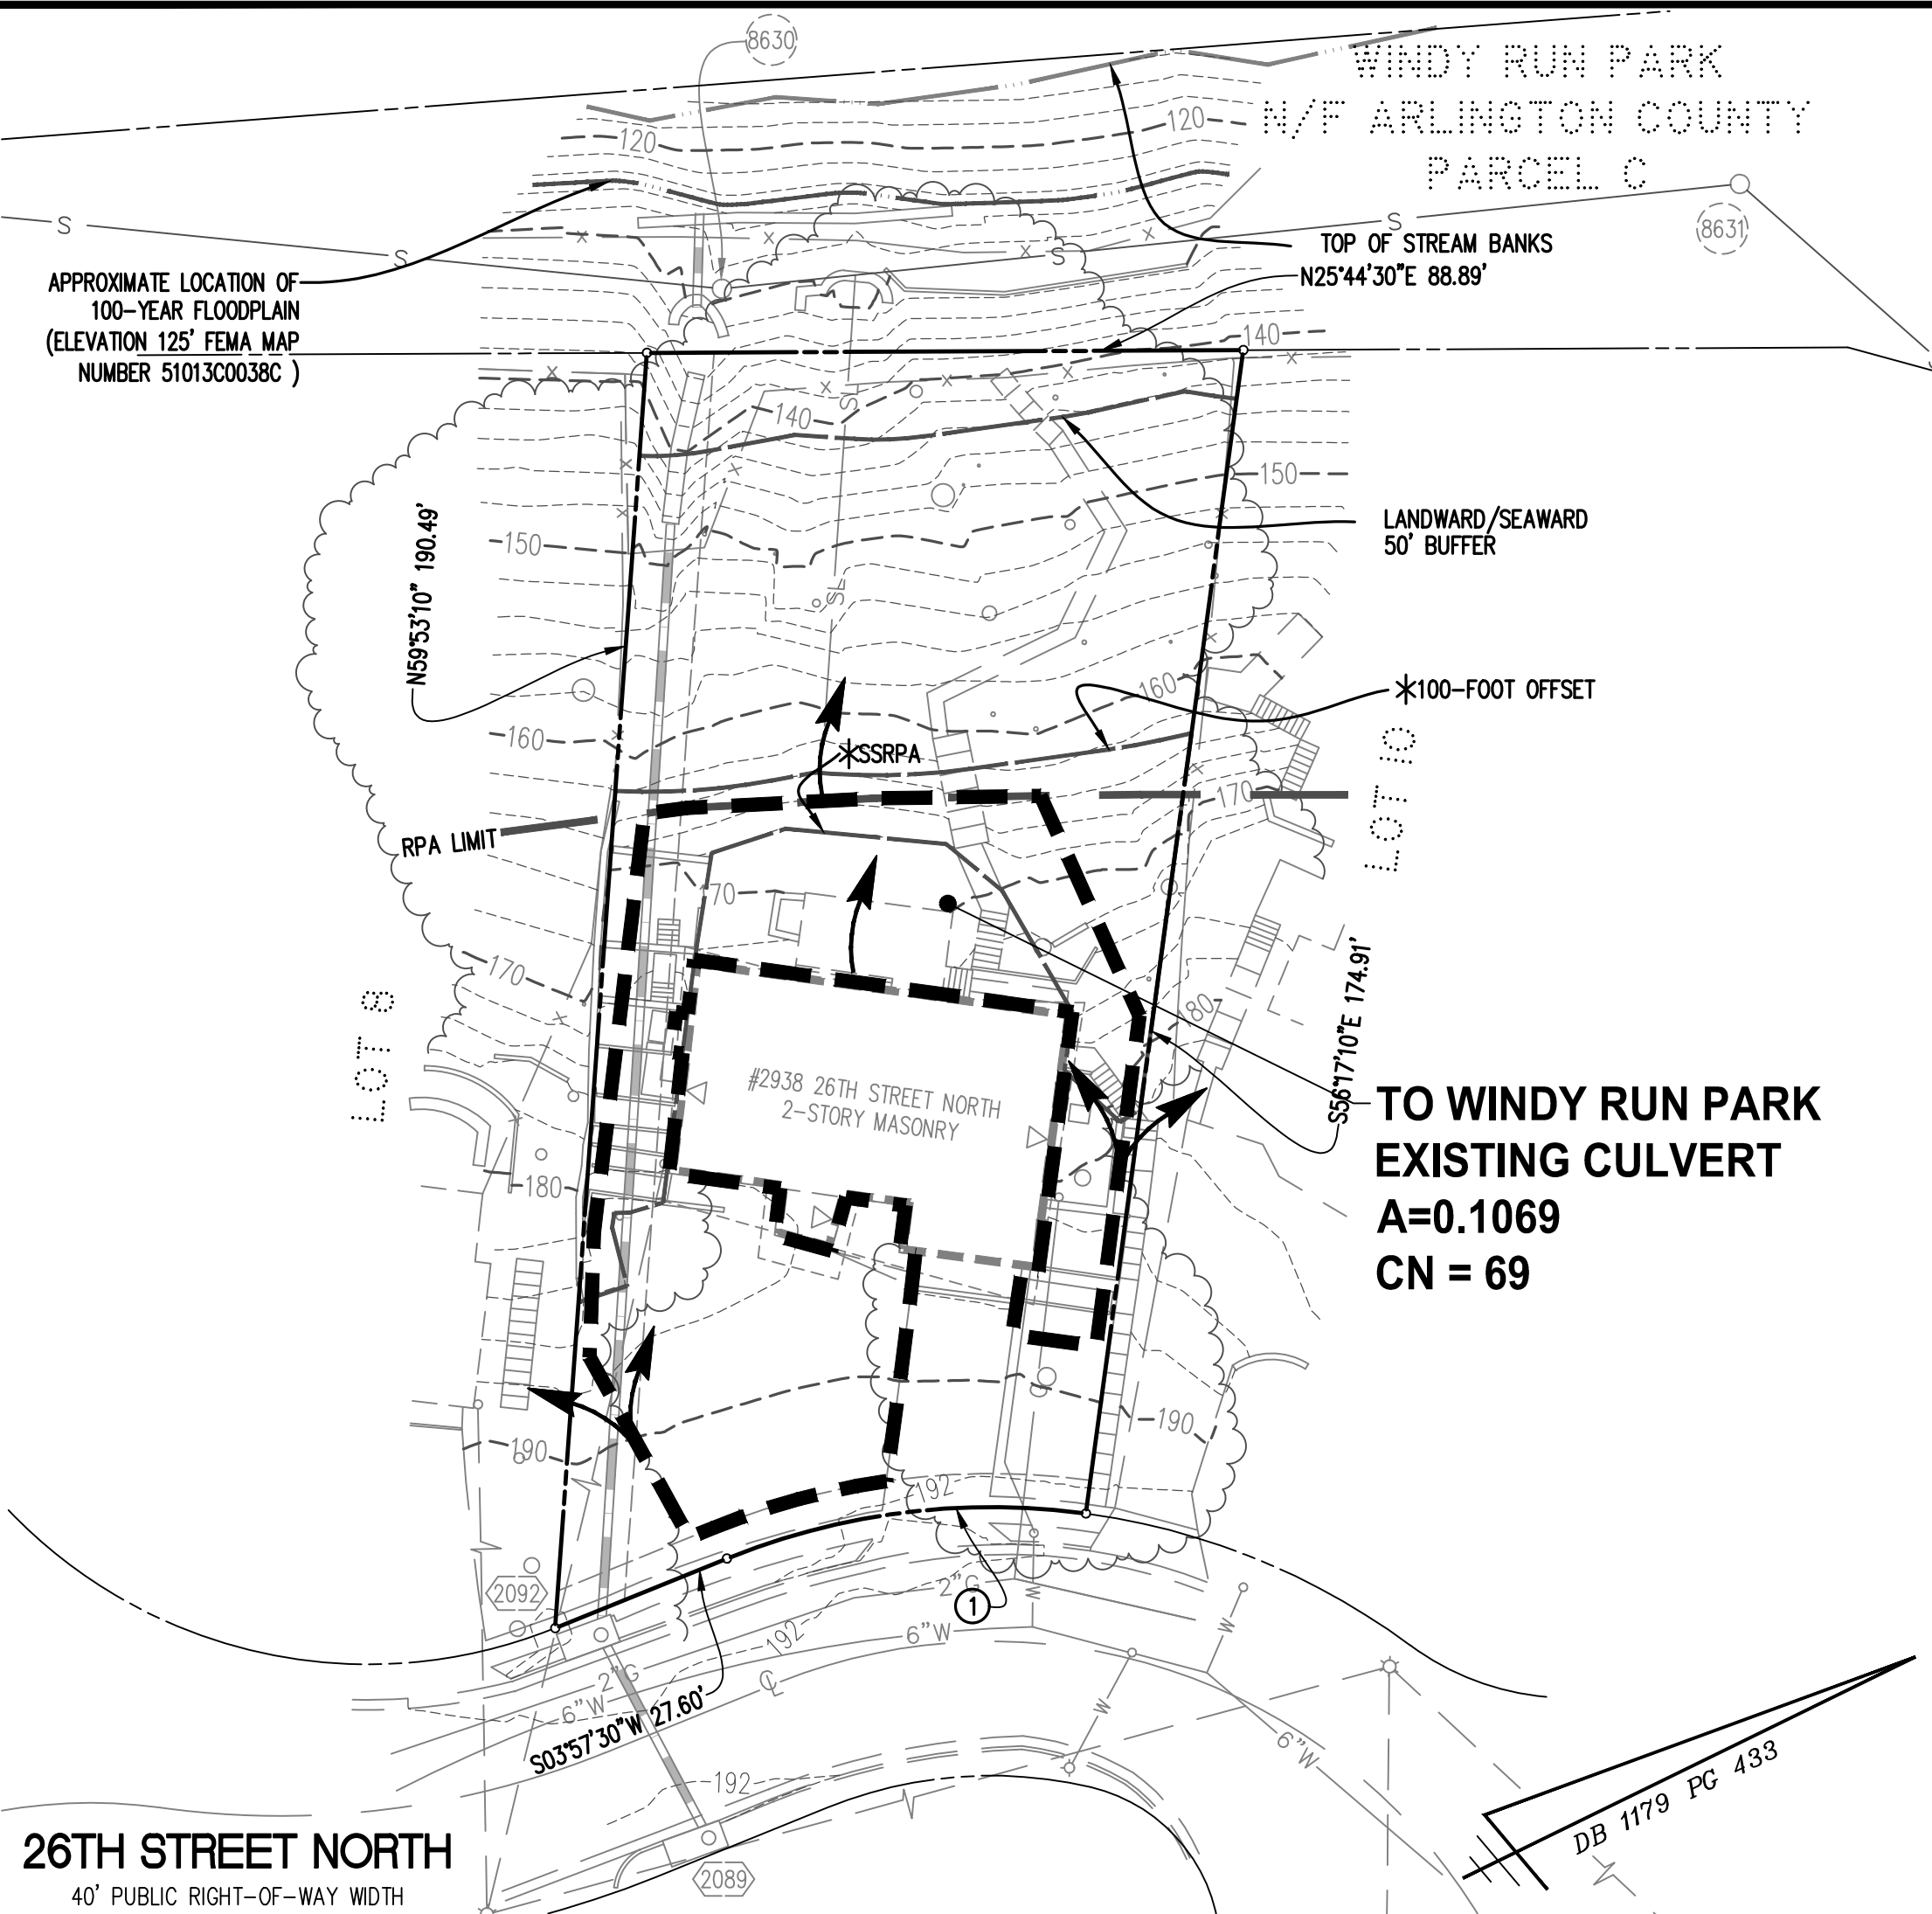 8630
WINDY RUN PARK
N/F ARLINGTON COUNTY
PARCEL C
120
120
8631
S
S
S
S
TOP OF STREAM BANKS
N25°44'30"E 88.89'
APPROXIMATE LOCATION OF
100-YEAR FLOODPLAIN
(ELEVATION 125' FEMA MAP
NUMBER 51013C0038C )
140
140
150
150
LANDWARD/SEAWARD
50' BUFFER
N59°53'10" 190.49'
160
160
*100-FOOT OFFSET
*SSRPA
RPA LIMIT
170
LOT 10
70
170
LOT 8
180
S56°17'10"E 174.91'
#2938 26TH STREET NORTH
2-STORY MASONRY
TO WINDY RUN PARK
EXISTING CULVERT
A=0.1069
CN = 69
180
190
190
192
2092
2"G
1
6"W
192
2"G
6"W
S03°57'30"W 27.60'
W
W
W
6"W
192
2089
26TH STREET NORTH
40' PUBLIC RIGHT-OF-WAY WIDTH
DB 1179 PG 433